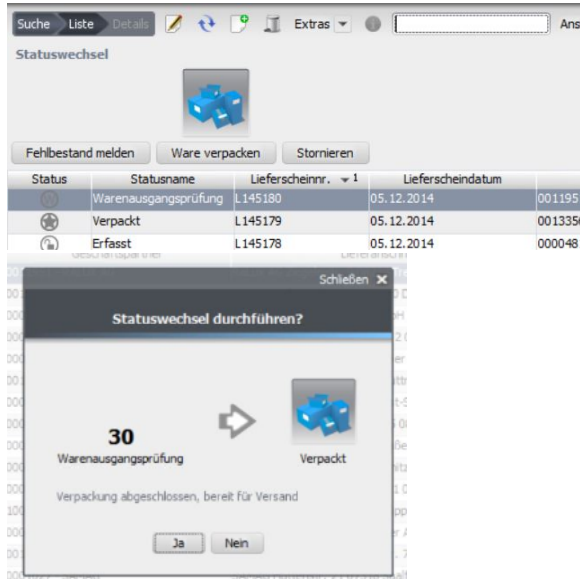 Suche Liste Details Extras Ans
Statuswechsel
Fehlbestand melden Ware verpacken Stornieren
Status Statusname Lieferscheinnr. 1 Lieferscheindatum
Warenausgangsprüfung L145180 05.12.2014 001195
Verpackt L145179 05.12.2014 001335
Erfasst L145178 05.12.2014 000048
Geschäftspartner
Schließen
Statuswechsel durchführen?
30
Warenausgangsprüfung Verpackt
Verpackung abgeschlossen, bereit für Versand
Ja Nein